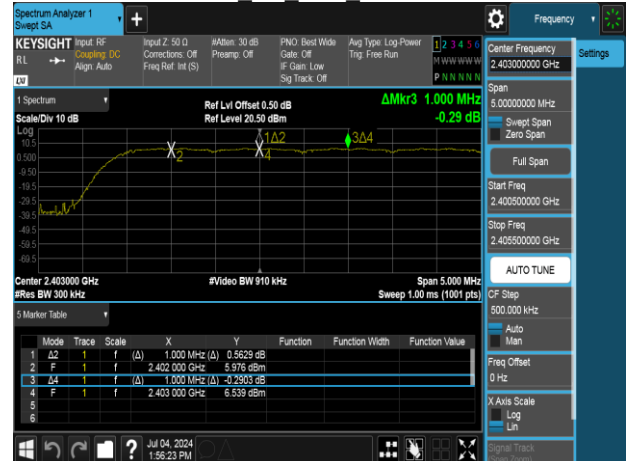 Spectrum Analyzer 1
Swept SA
Frequency
KEYSIGHT
RL
LXI
Input: RF
Coupling: DC
Align: Auto
Input Z: 50 Ω
Corrections: Off
Freq Ref: Int (S)
#Atten: 30 dB
Preamp: Off
PNO: Best Wide
Gate: Off
IF Gain: Low
Sig Track: Off
Avg Type: Log-Power
Trig: Free Run
1 2 3 4 5 6
M W W W W W
P N N N N N
Settings
Center Frequency
2.403000000 GHz
Span
5.00000000 MHz
Swept Span
Zero Span
Full Span
Start Freq
2.400500000 GHz
Stop Freq
2.405500000 GHz
AUTO TUNE
CF Step
500.000 kHz
Auto
Man
Freq Offset
0 Hz
X Axis Scale
Log
Lin
Signal Track
(Span Zoom)
1 Spectrum
Scale/Div 10 dB
Ref Lvl Offset 0.50 dB
Ref Level 20.50 dBm
ΔMkr3 1.000 MHz
-0.29 dB
Log
10.5
0.500
-9.50
-19.5
-29.5
-39.5
-49.5
-59.5
-69.5
2
1Δ2
4
3Δ4
Center 2.403000 GHz
#Video BW 910 kHz
Span 5.000 MHz
#Res BW 300 kHz
Sweep 1.00 ms (1001 pts)
5 Marker Table
Mode Trace Scale X Y Function Function Width Function Value
1 Δ2 1 f (Δ) 1.000 MHz (Δ) 0.5629 dB
2 F 1 f 2.402 000 GHz 5.976 dBm
3 Δ4 1 f (Δ) 1.000 MHz (Δ) -0.2903 dB
4 F 1 f 2.403 000 GHz 6.539 dBm
5
6
?
Jul 04, 2024
1:56:23 PM